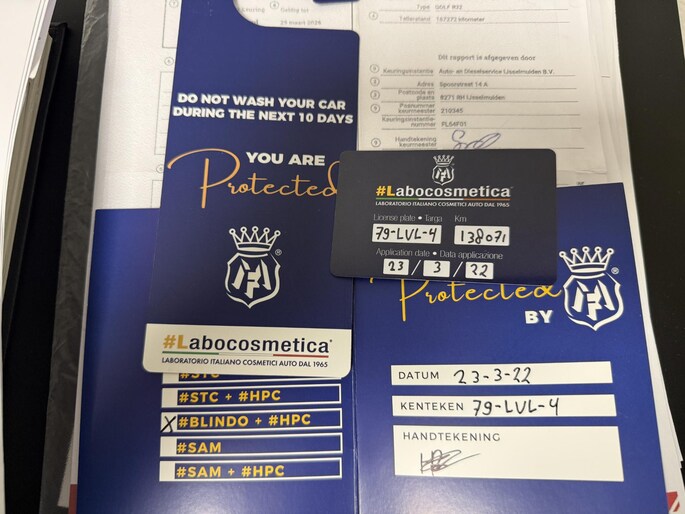 Type GOLF R32
Tellerstand 167272 kilometer
29 maart 2024
Dit rapport is afgegeven door
Keuringsinstantie Auto- en Dieselservice IJsselmuiden B.V.
Adres Spoorstraat 14 A
Postcode en plaats 8271 RH IJsselmuiden
Pasnummer keurmeester 210345
Keuringsinstantie-nummer
Handtekening keurmeester
DO NOT WASH YOUR CAR
DURING THE NEXT 10 DAYS
YOU ARE
Protected
#Labocosmetica®
LABORATORIO ITALIANO COSMETICI AUTO DAL 1965
#Labocosmetica®
LABORATORIO ITALIANO COSMETICI AUTO DAL 1965
License plate • Targa Km
79-LVL-4 138071
Application date • Data applicazione
23 / 3 / 22
#STC
#STC + #HPC
X #BLINDO + #HPC
#SAM
#SAM + #HPC
Protected
BY
DATUM 23-3-22
KENTEKEN 79-LVL-4
HANDTEKENING